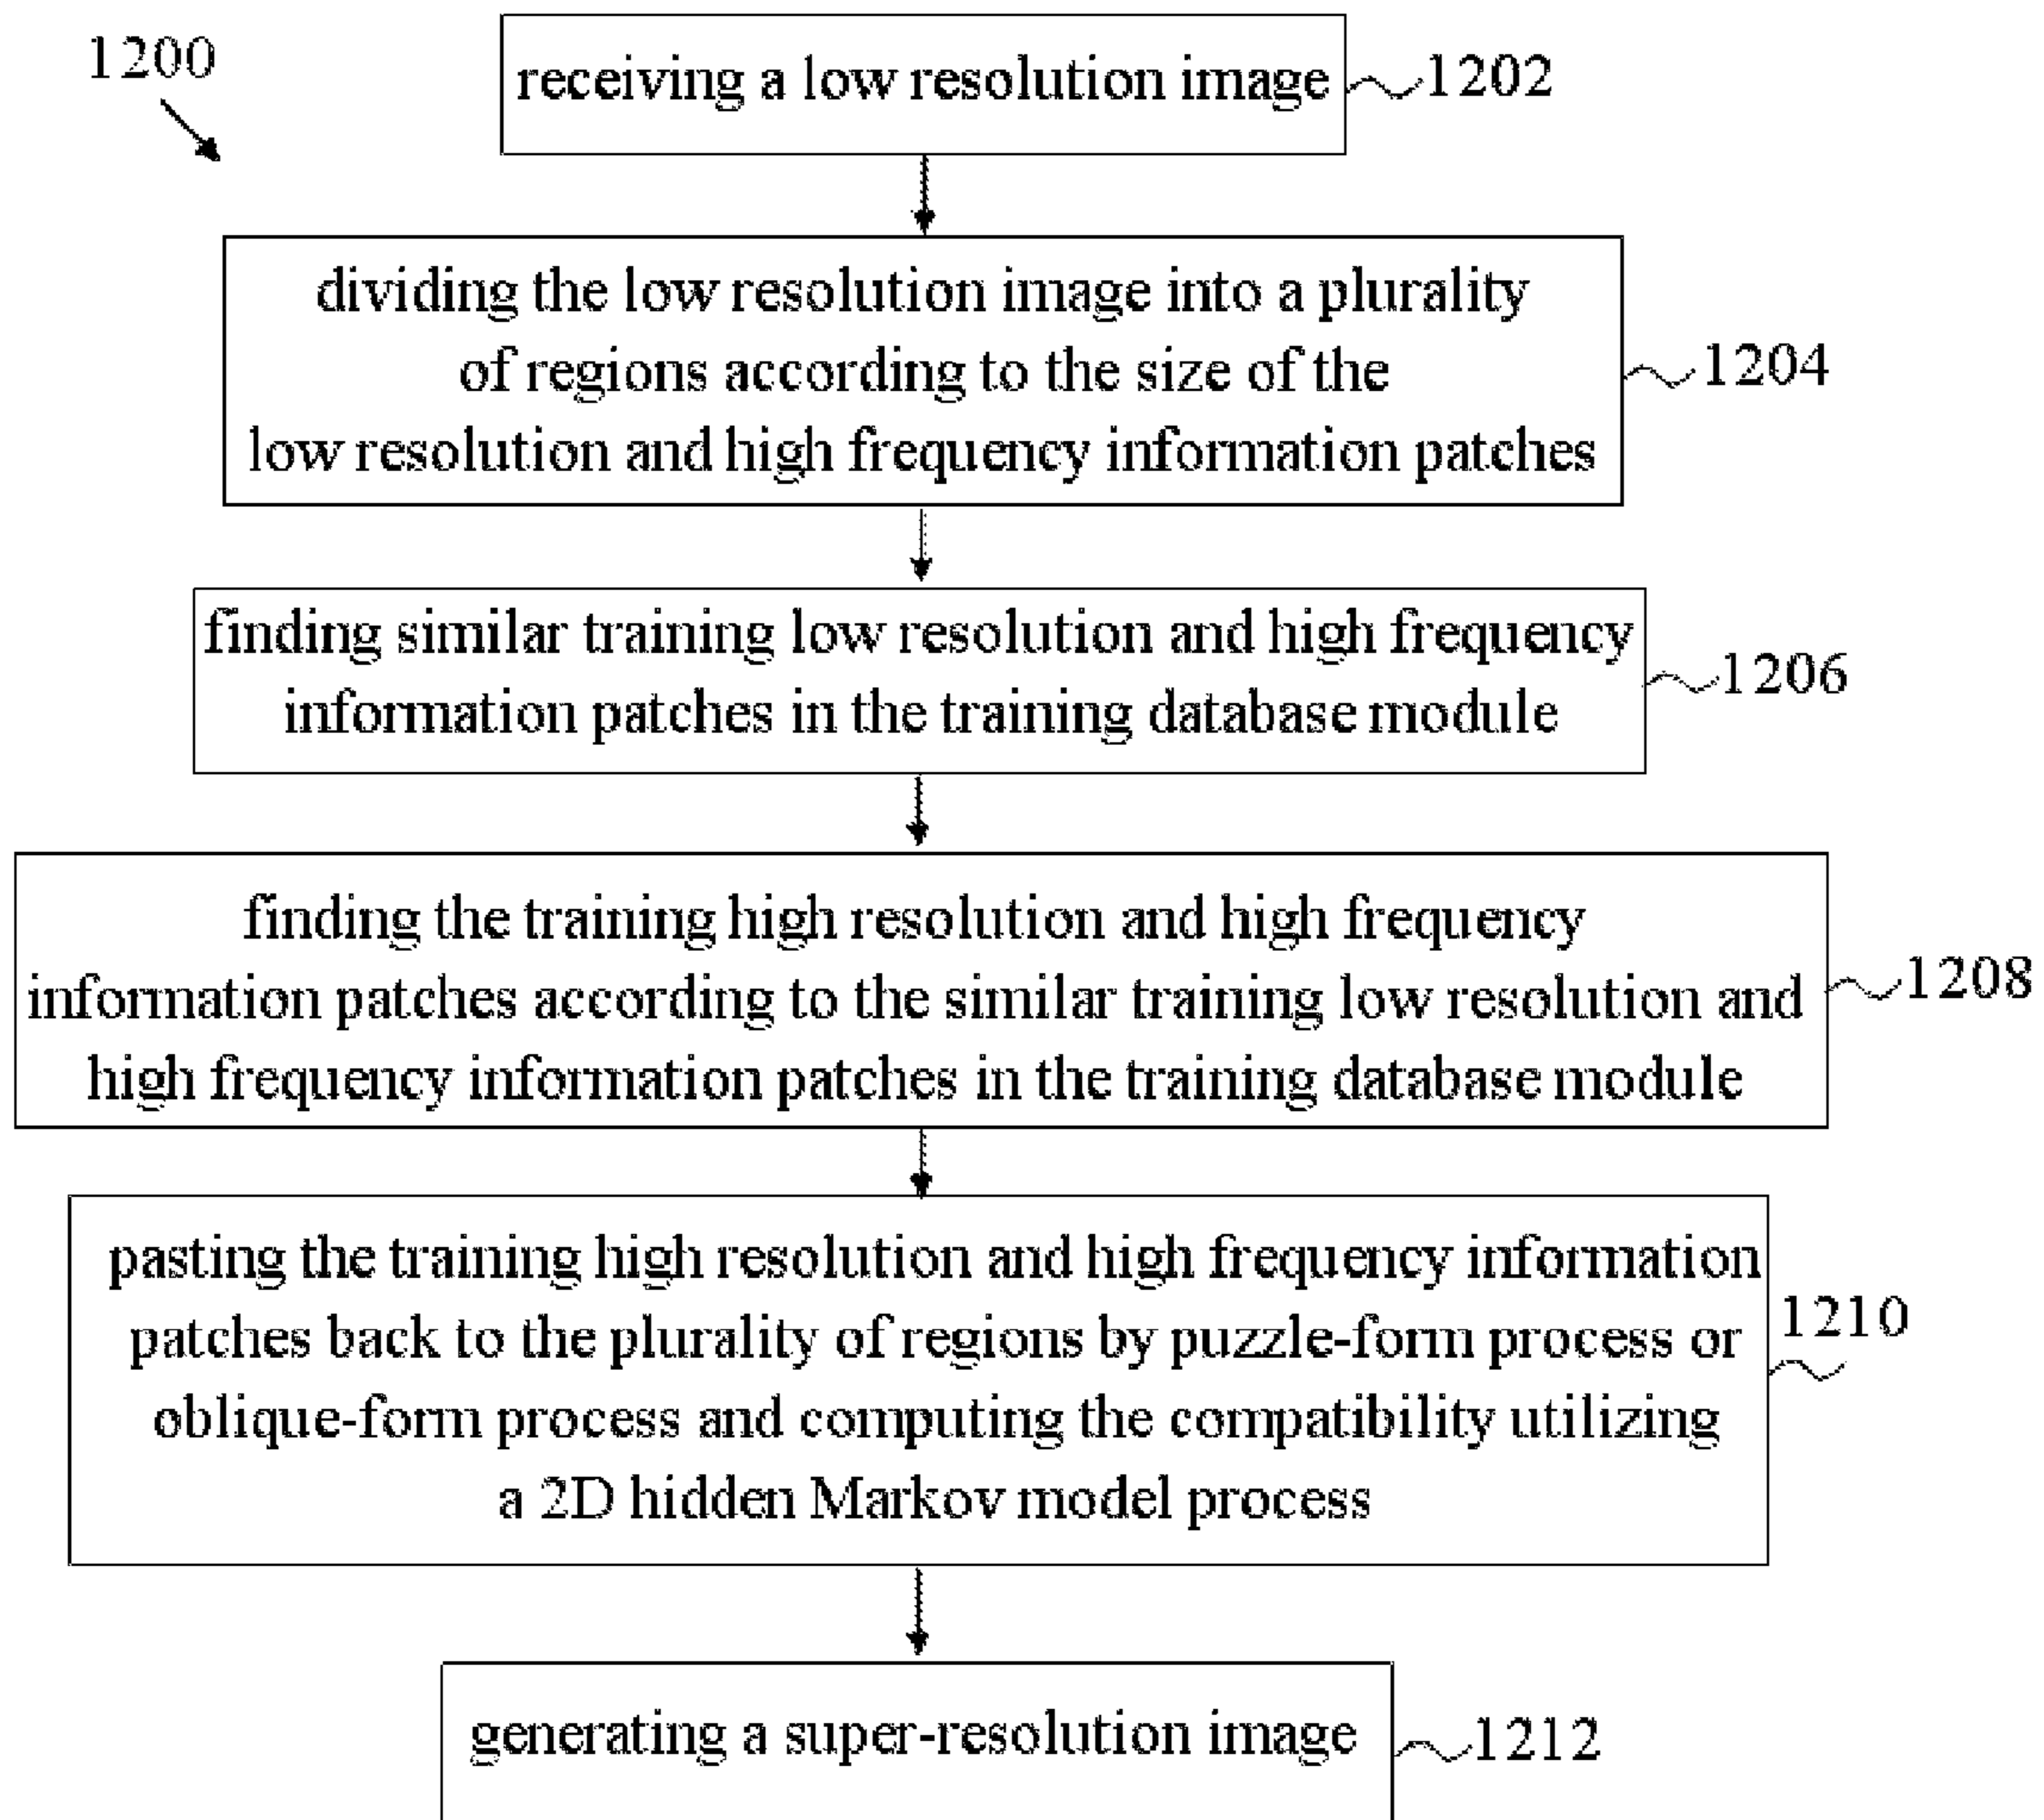 1200
receiving a low resolution image
1202
dividing the low resolution image into a plurality
of regions according to the size of the
low resolution and high frequency information patches
1204
finding similar training low resolution and high frequency
information patches in the training database module
1206
finding the training high resolution and high frequency
information patches according to the similar training low resolution and
high frequency information patches in the training database module
1208
pasting the training high resolution and high frequency information
patches back to the plurality of regions by puzzle-form process or
oblique-form process and computing the compatibility utilizing
a 2D hidden Markov model process
1210
generating a super-resolution image
1212